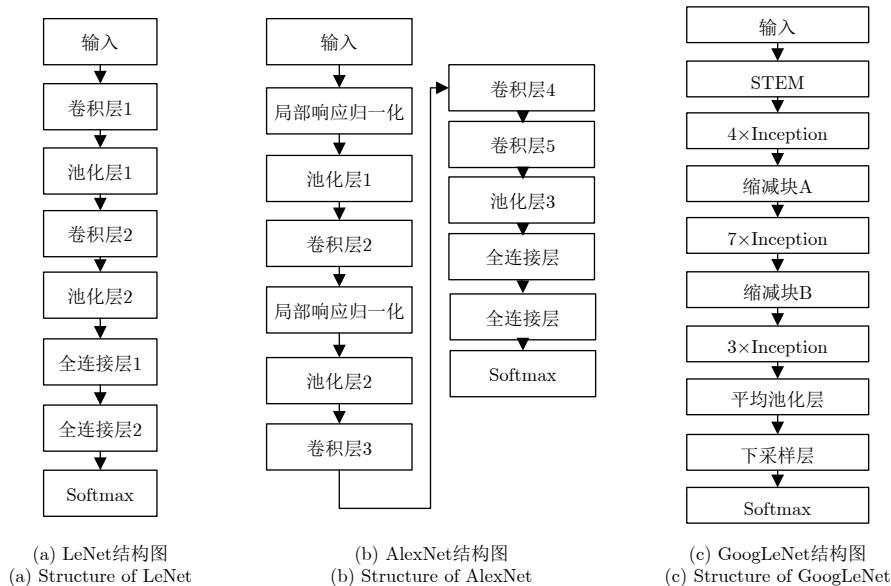 输入
卷积层1
池化层1
卷积层2
池化层2
全连接层1
全连接层2
Softmax
(a) LeNet结构图
(a) Structure of LeNet
输入
局部响应归一化
池化层1
卷积层2
局部响应归一化
池化层2
卷积层3
卷积层4
卷积层5
池化层3
全连接层
全连接层
Softmax
(b) AlexNet结构图
(b) Structure of AlexNet
输入
STEM
4×Inception
缩减块A
7×Inception
缩减块B
3×Inception
平均池化层
下采样层
Softmax
(c) GoogLeNet结构图
(c) Structure of GoogLeNet